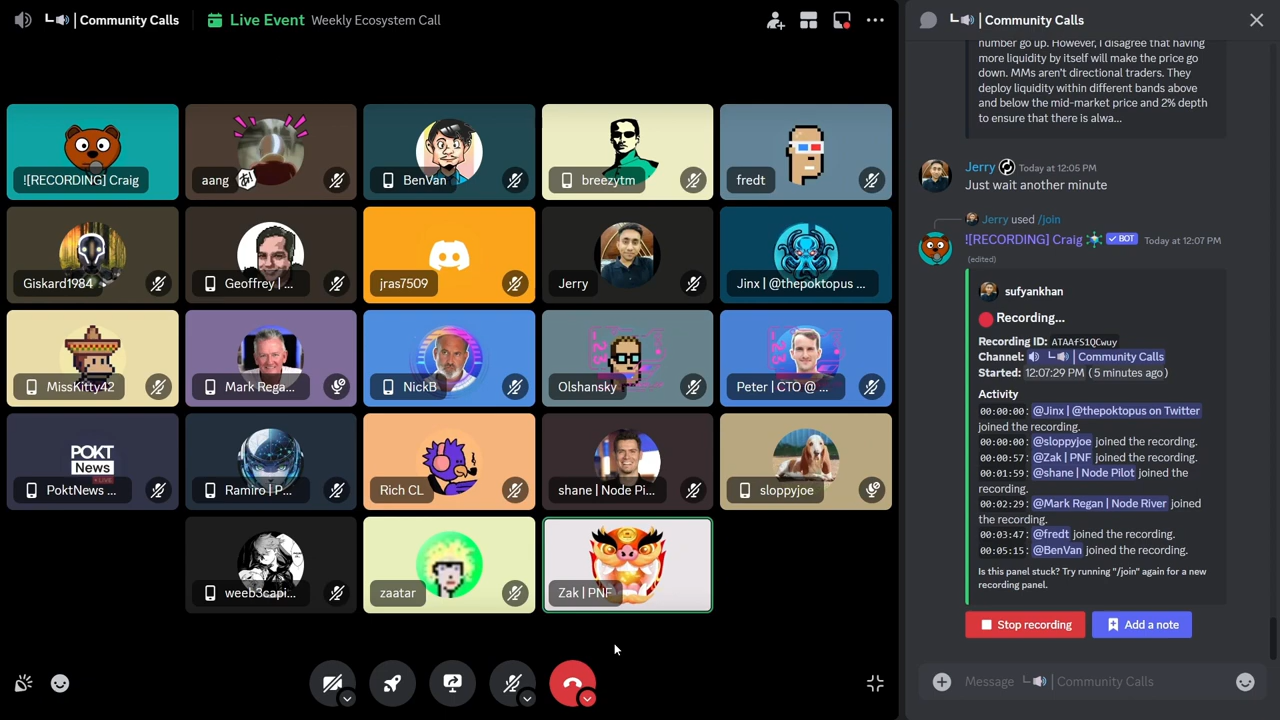 Community Calls
Live Event Weekly Ecosystem Call
![RECORDING] Craig
aang
BenVan
breezytm
fredt
Giskard1984
Geoffrey | ...
jras7509
Jerry
Jinx | @thepoktopus ...
MissKitty42
Mark Rega...
NickB
Olshansky
Peter | CTO @ ...
POKT
News
LIVE
PoktNews ...
Ramiro | P...
Rich CL
shane | Node Pi...
sloppyjoe
weeb3capi...
zaatar
Zak | PNF
Community Calls
number go up. However, I disagree that having
more liquidity by itself will make the price go
down. MMs aren't directional traders. They
deploy liquidity within different bands above
and below the mid-market price and 2% depth
to ensure that there is alwa...
Jerry Today at 12:05 PM
Just wait another minute
Jerry used /join
![RECORDING] Craig BOT Today at 12:07 PM
(edited)
sufyankhan
Recording...
Recording ID: ATAAfS1QCwuy
Channel: Community Calls
Started: 12:07:29 PM (5 minutes ago)
Activity
00:00:00: @Jinx | @thepoktopus on Twitter
joined the recording.
00:00:00: @sloppyjoe joined the recording.
00:00:57: @Zak | PNF joined the recording.
00:01:59: @shane | Node Pilot joined the
recording.
00:02:29: @Mark Regan | Node River joined
the recording.
00:03:47: @fredt joined the recording.
00:05:15: @BenVan joined the recording.
Is this panel stuck? Try running "/join" again for a new
recording panel.
Stop recording
Add a note
Message Community Calls